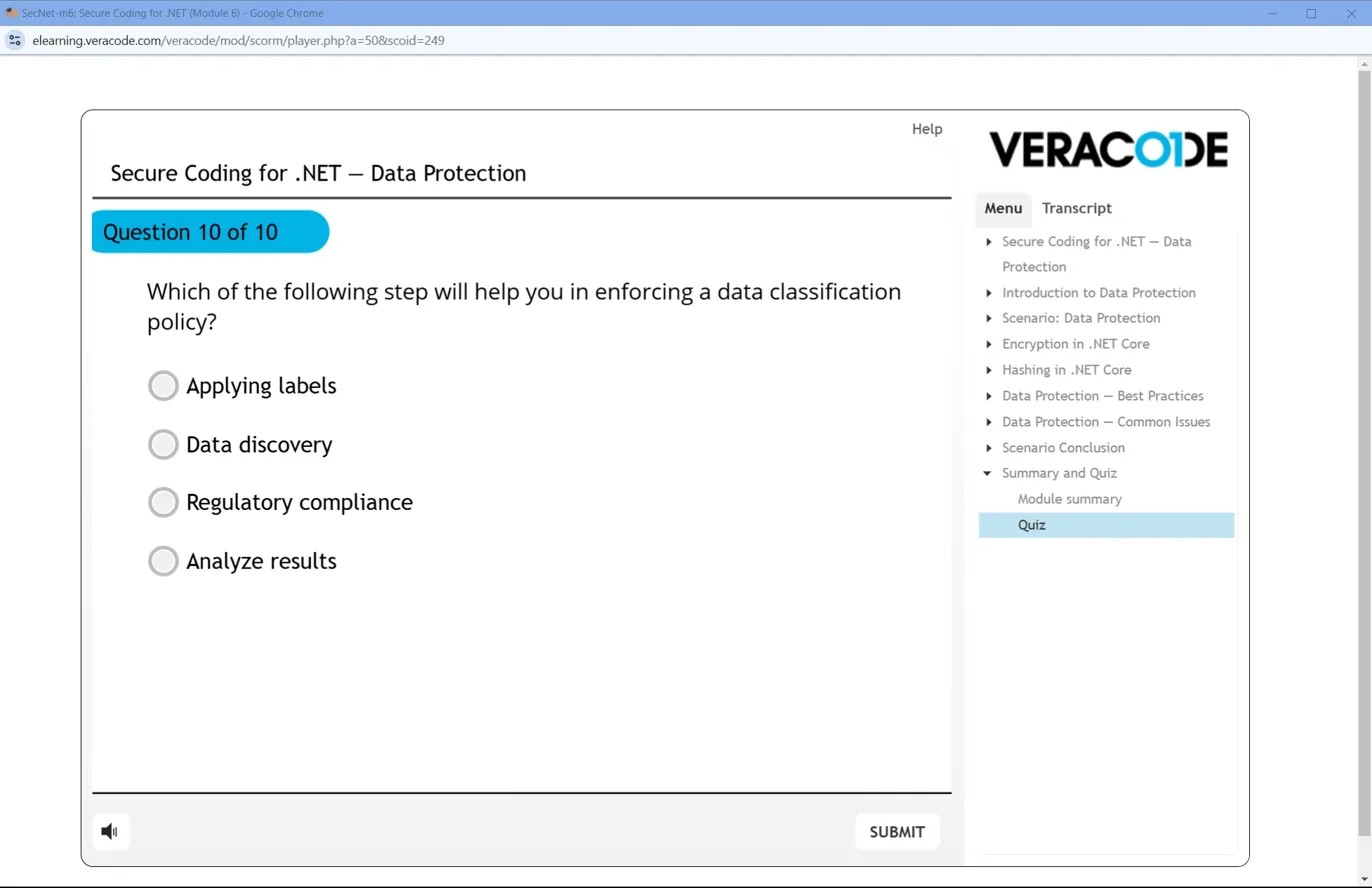 SecNet-m6: Secure Coding for .NET (Module 6) - Google Chrome
elearning.veracode.com/veracode/mod/scorm/player.php?a=50&scoid=249
Help
VERACODE
Secure Coding for .NET — Data Protection
Menu
Transcript
Question 10 of 10
Which of the following step will help you in enforcing a data classification
policy?
Applying labels
Data discovery
Regulatory compliance
Analyze results
Secure Coding for .NET — Data
Protection
Introduction to Data Protection
Scenario: Data Protection
Encryption in .NET Core
Hashing in .NET Core
Data Protection — Best Practices
Data Protection — Common Issues
Scenario Conclusion
Summary and Quiz
Module summary
Quiz
SUBMIT